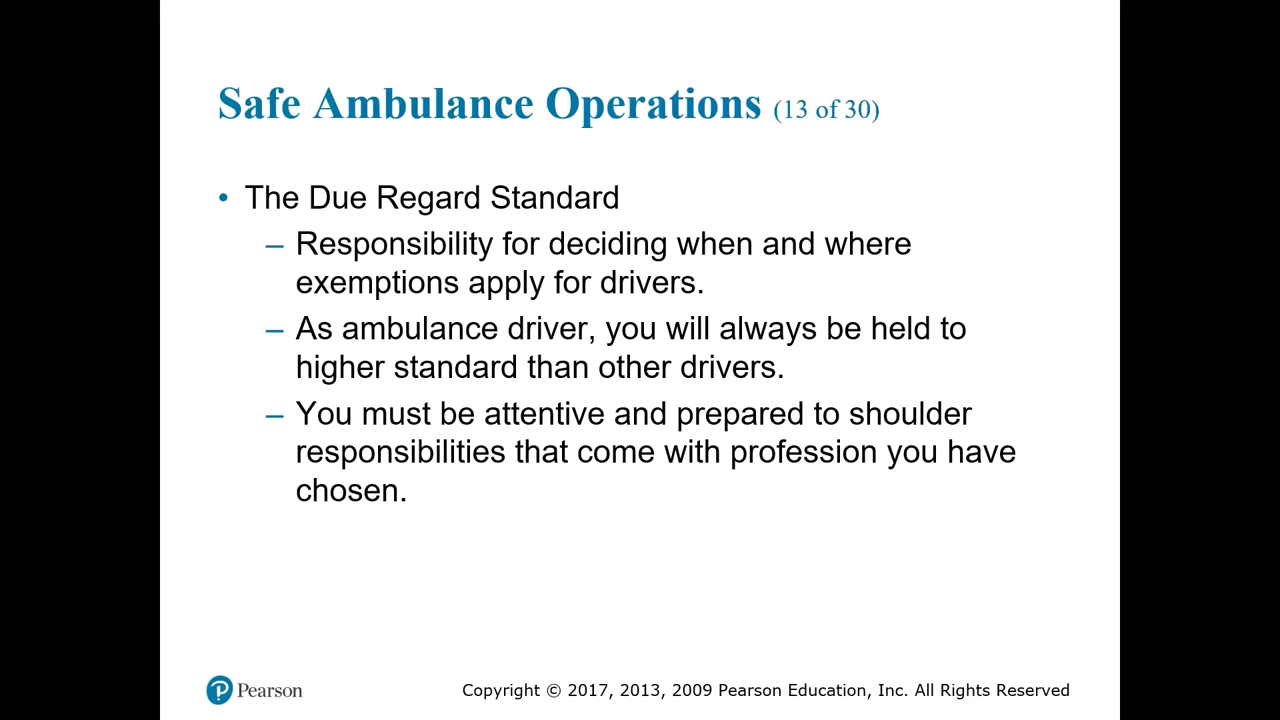 Safe Ambulance Operations (13 of 30)
• The Due Regard Standard
– Responsibility for deciding when and where
exemptions apply for drivers.
– As ambulance driver, you will always be held to
higher standard than other drivers.
– You must be attentive and prepared to shoulder
responsibilities that come with profession you have
chosen.
P Pearson
Copyright © 2017, 2013, 2009 Pearson Education, Inc. All Rights Reserved